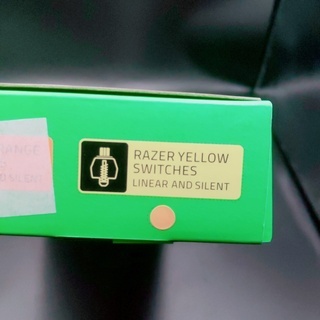 RAZER YELLOW
SWITCHES
LINEAR AND SILENT